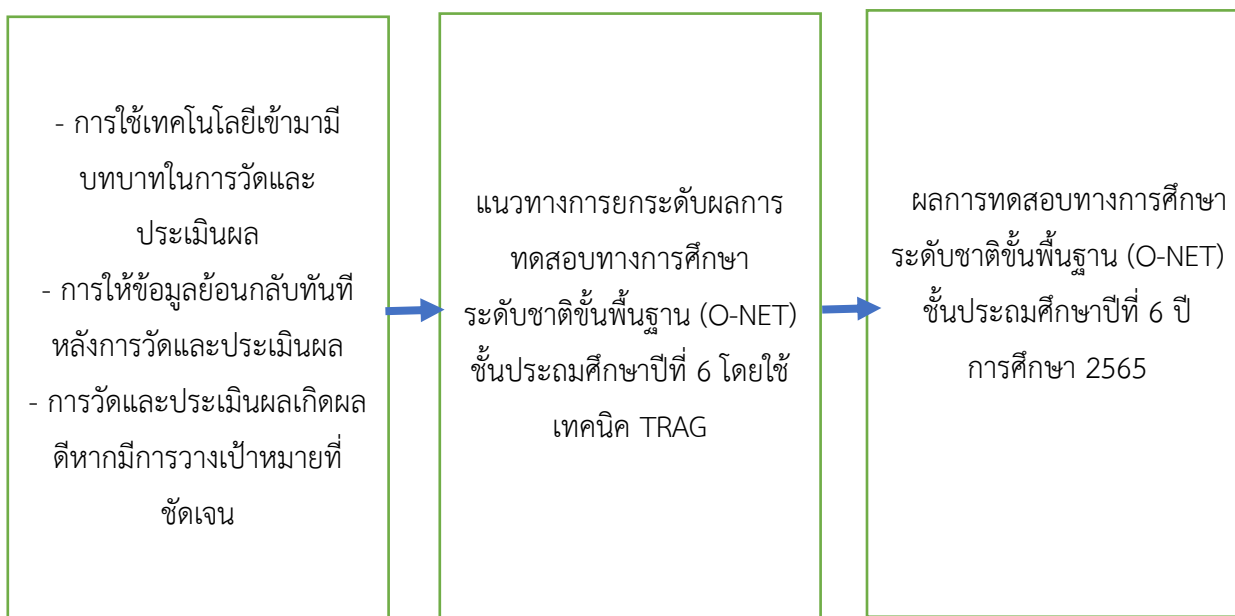 - การใช้เทคโนโลยีเข้ามามี
บทบาทในการวัดและ
ประเมินผล
- การให้ข้อมูลย้อนกลับทันที
หลังการวัดและประเมินผล
- การวัดและประเมินผลเกิดผล
ดีหากมีการวางเป้าหมายที่
ชัดเจน
แนวทางการยกระดับผลการ
ทดสอบทางการศึกษา
ระดับชาติขั้นพื้นฐาน (O-NET)
ชั้นประถมศึกษาปีที่ 6 โดยใช้
เทคนิค TRAG
ผลการทดสอบทางการศึกษา
ระดับชาติขั้นพื้นฐาน (O-NET)
ชั้นประถมศึกษาปีที่ 6 ปี
การศึกษา 2565